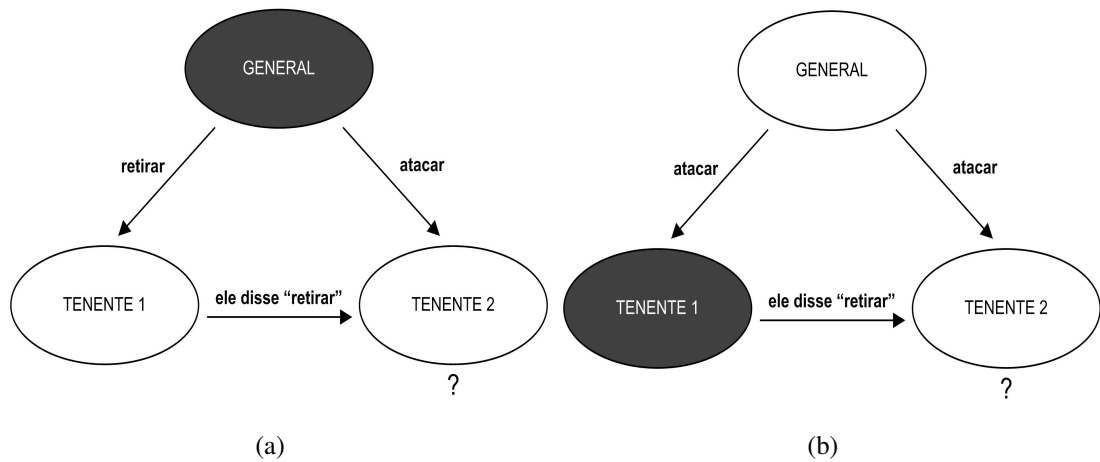 GENERAL
retirar
atacar
TENENTE 1
ele disse “retirar”
TENENTE 2
?
(a)
GENERAL
atacar
atacar
TENENTE 1
ele disse “retirar”
TENENTE 2
?
(b)